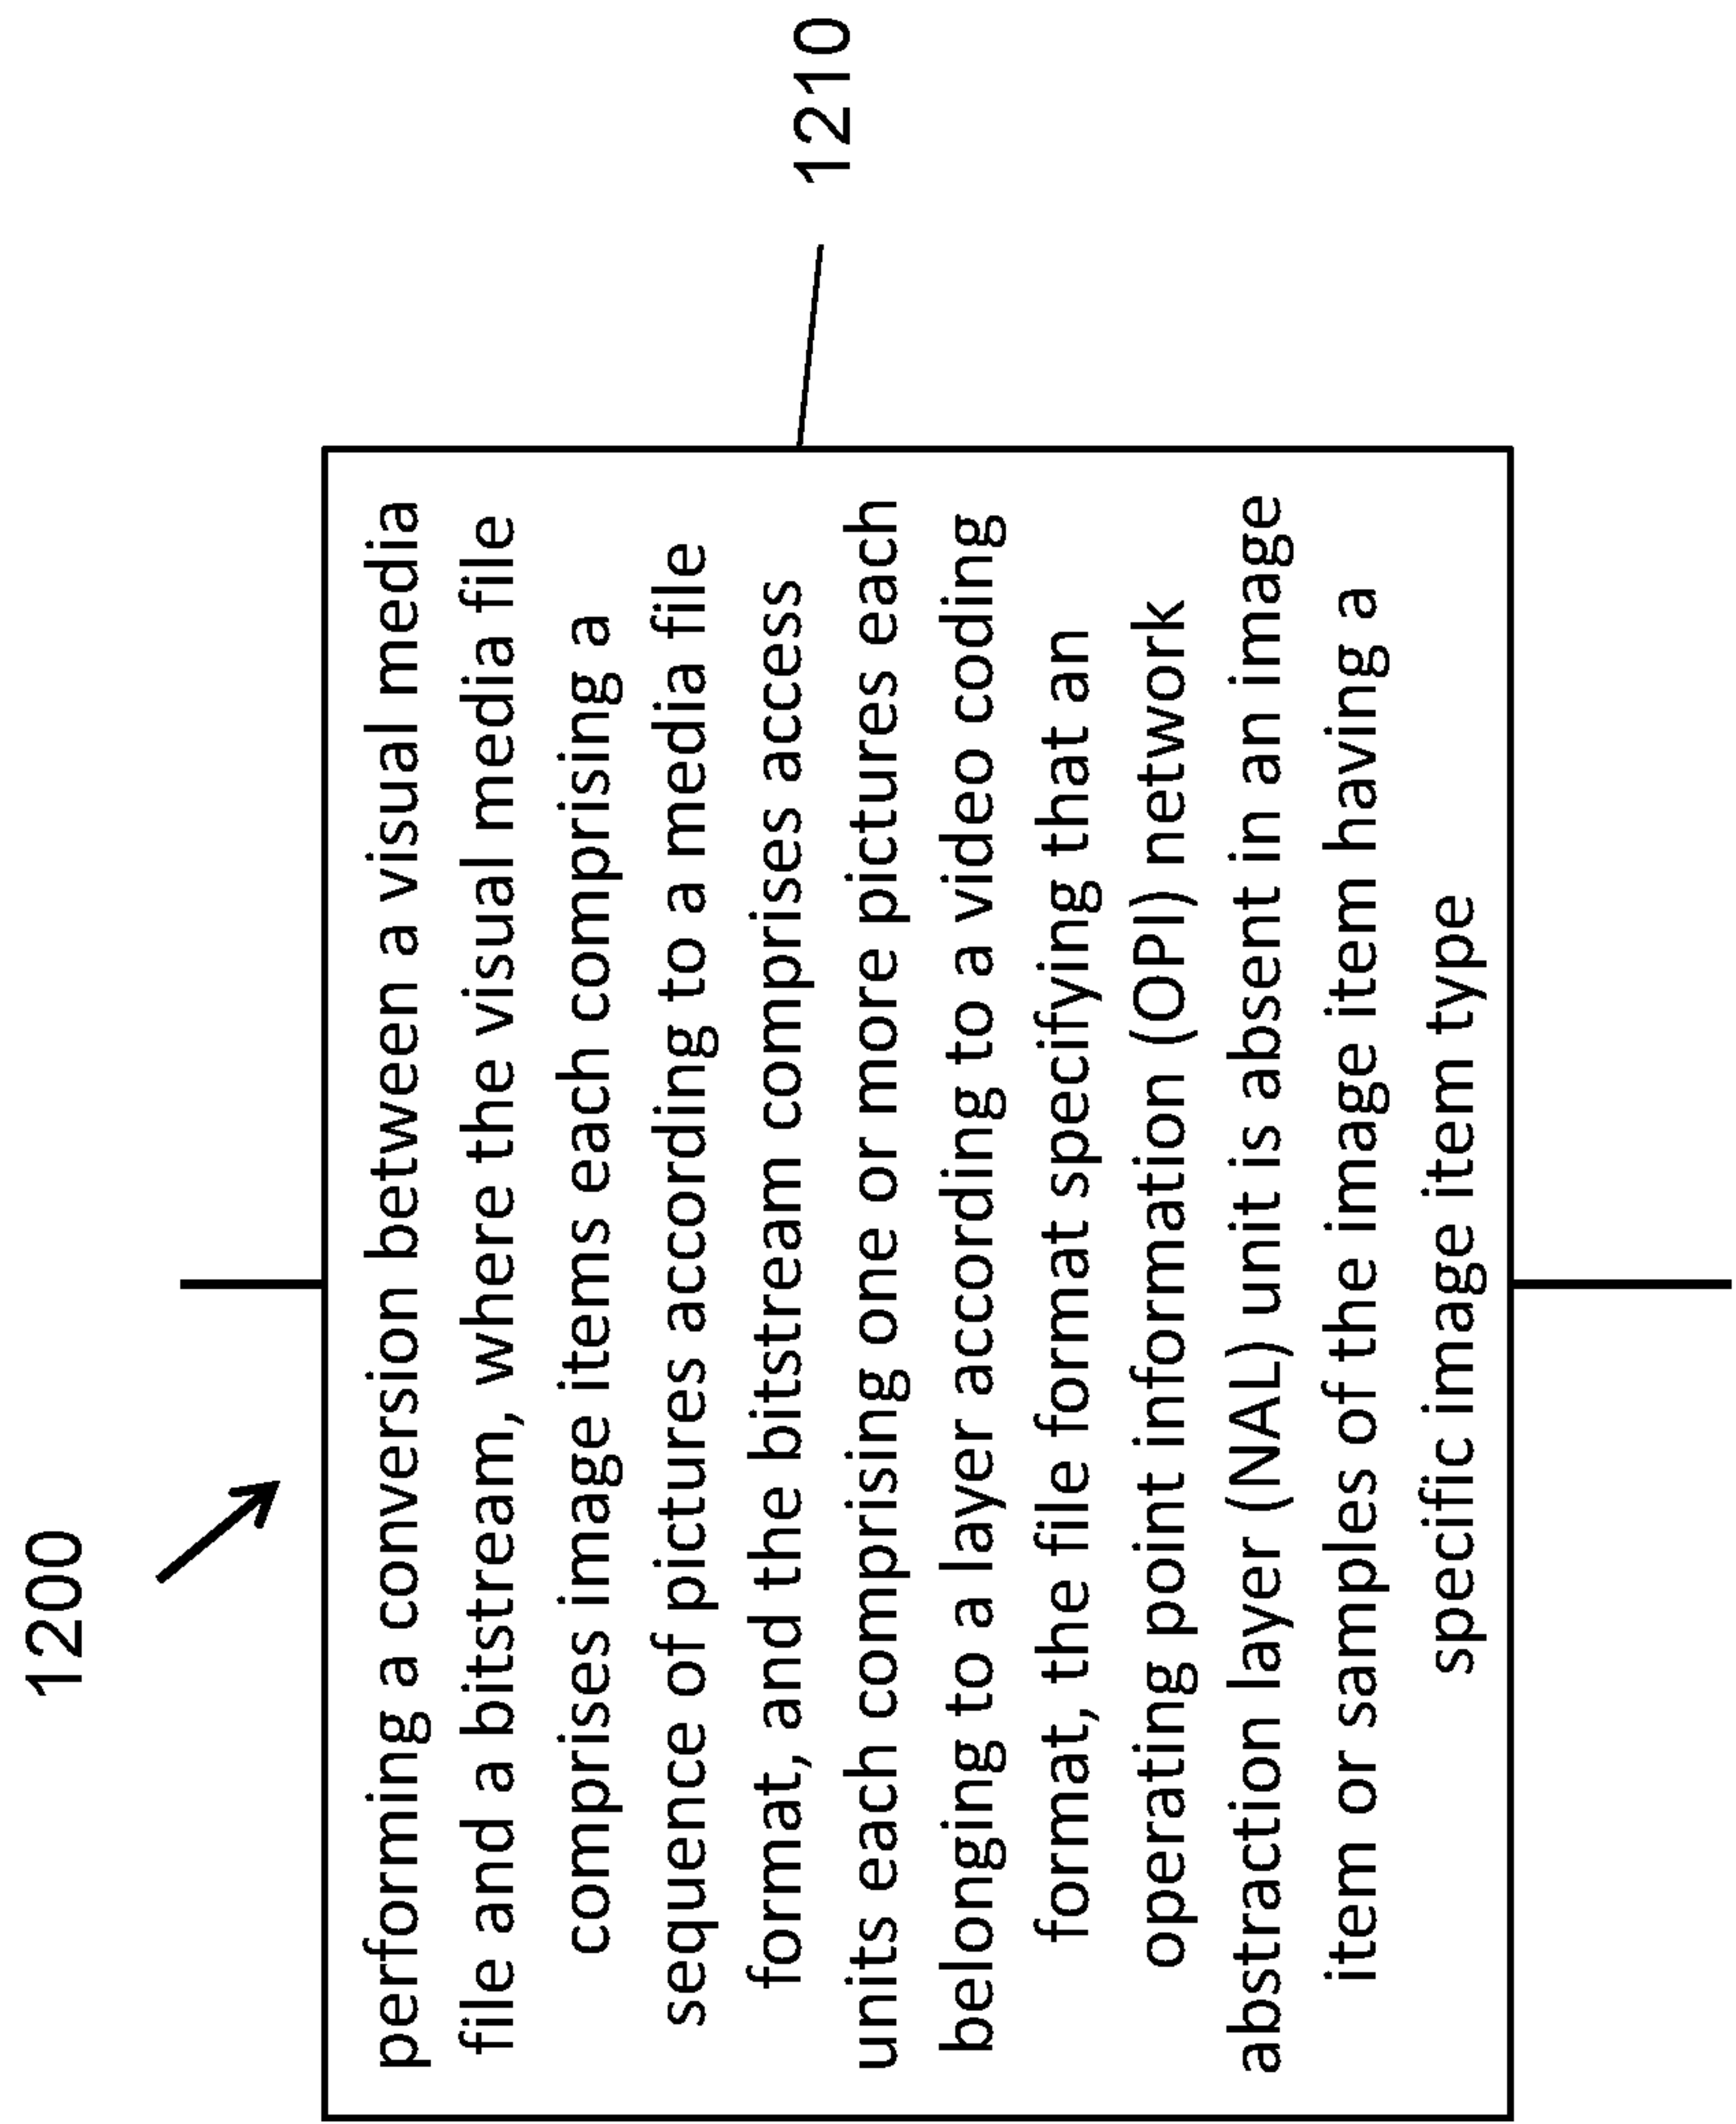 1200
performing a conversion between a visual media
file and a bitstream, where the visual media file
comprises image items each comprising a
sequence of pictures according to a media file
format, and the bitstream comprises access
units each comprising one or more pictures each
belonging to a layer according to a video coding
format, the file format specifying that an
operating point information (OPI) network
abstraction layer (NAL) unit is absent in an image
item or samples of the image item having a
specific image item type
1210